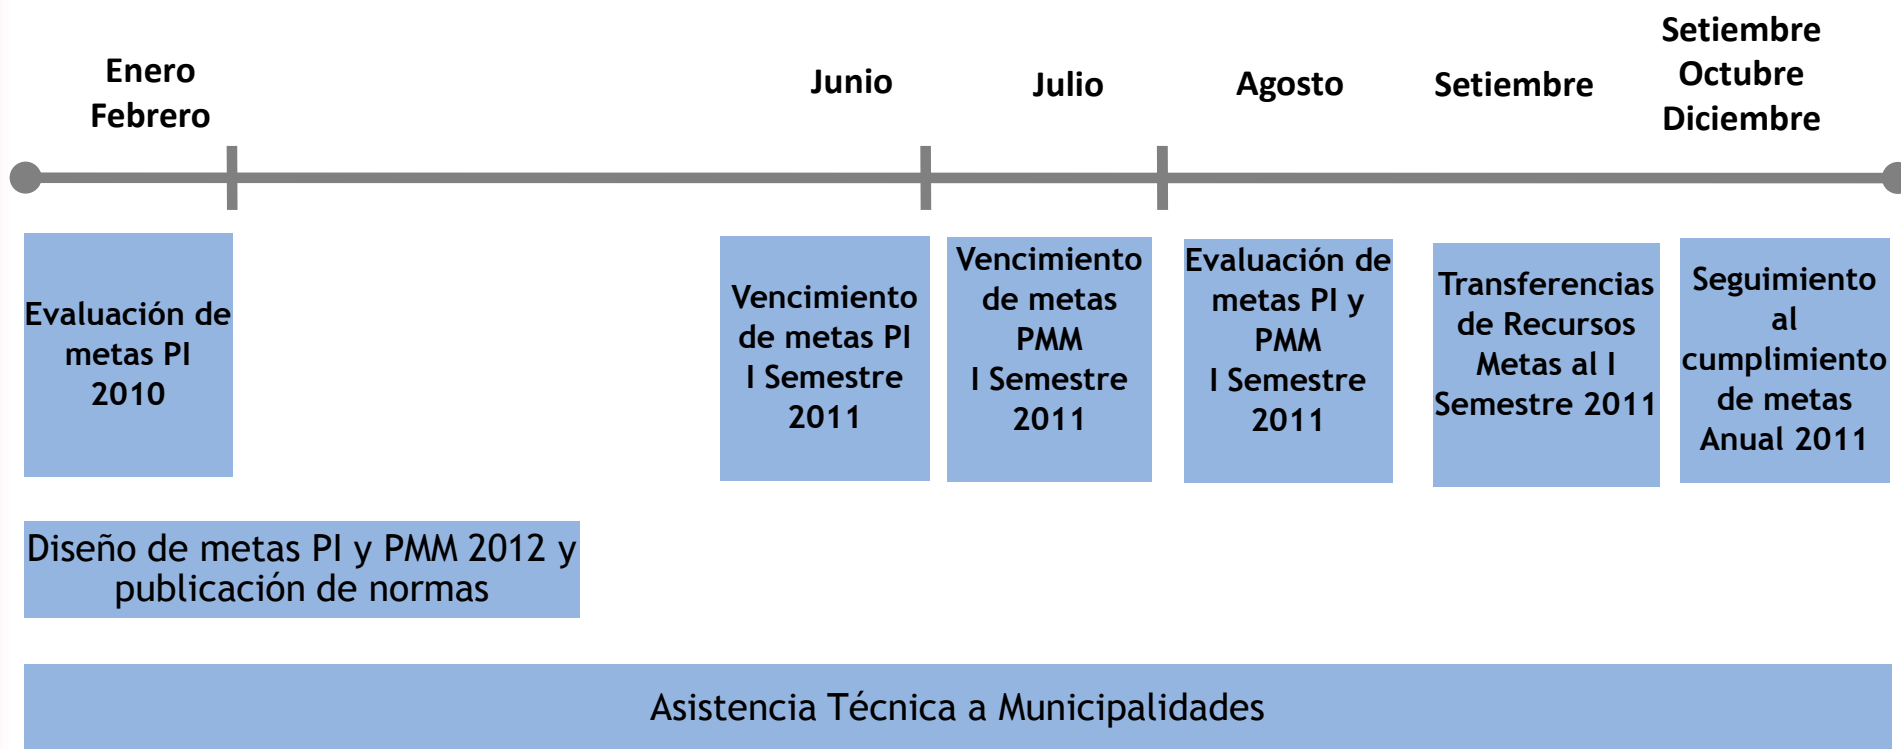 Enero
Febrero
Junio
Julio
Agosto
Setiembre
Setiembre
Octubre
Diciembre
Evaluación de
metas PI
2010
Vencimiento
de metas PI
I Semestre
2011
Vencimiento
de metas
PMM
I Semestre
2011
Evaluación de
metas PI y
PMM
I Semestre
2011
Transferencias
de Recursos
Metas al I
Semestre 2011
Seguimiento
al
cumplimiento
de metas
Anual 2011
Diseño de metas PI y PMM 2012 y
publicación de normas
Asistencia Técnica a Municipalidades